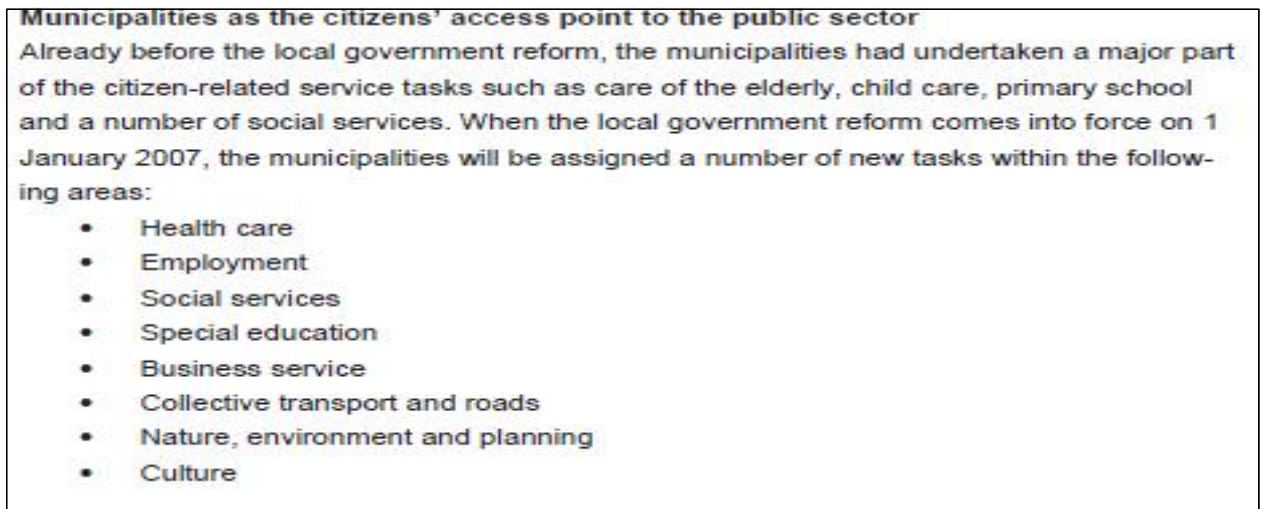 Municipalities as the citizens' access point to the public sector
Already before the local government reform, the municipalities had undertaken a major part
of the citizen-related service tasks such as care of the elderly, child care, primary school
and a number of social services. When the local government reform comes into force on 1
January 2007, the municipalities will be assigned a number of new tasks within the follow-
ing areas:
• Health care
• Employment
• Social services
• Special education
• Business service
• Collective transport and roads
• Nature, environment and planning
• Culture